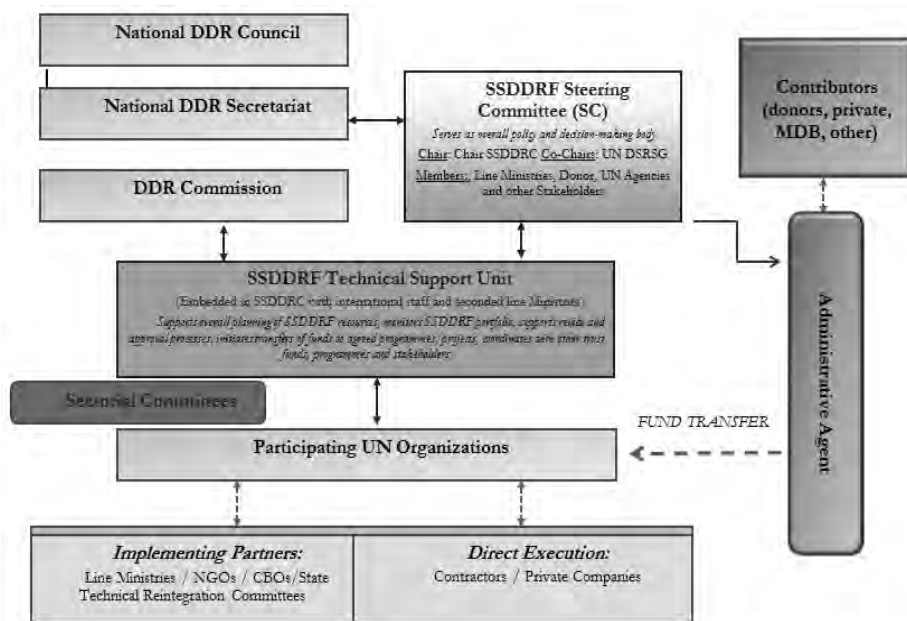 National DDR Council
National DDR Secretariat
DDR Commission
SSDDRF Steering
Committee (SC)
Serves as overall policy and decision-making body
Chair: Chair SSDDRC Co-Chairs: UN DSRSG
Members:, Line Ministries, Donor, UN Agencies
and other Stakeholders
Contributors
(donors, private,
MDB, other)
SSDDRF Technical Support Unit
(Embedded in SSDDRC with international staff and seconded line Ministries)
Supports overall planning of SSDDRF resources, monitors SSDDRF portfolio, supports review and
approval processes, initiates transfers of funds to agreed programmes, projects, coordinates other trust
funds, programmes and stakeholders
Administrative Agent
Sectorial Committees
FUND TRANSFER
Participating UN Organizations
Implementing Partners:
Line Ministries / NGOs / CBOs/State
Technical Reintegration Committees
Direct Execution:
Contractors / Private Companies